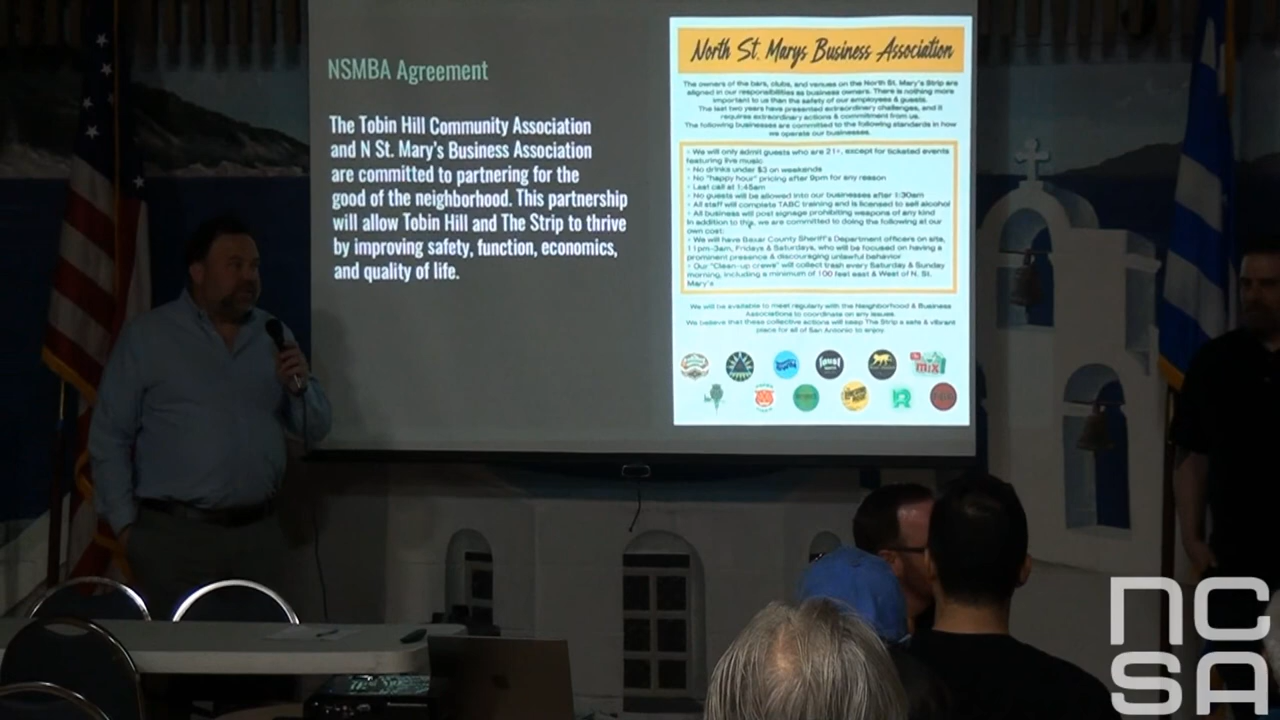 NSMBA Agreement
The Tobin Hill Community Association
and N St. Mary's Business Association
are committed to partnering for the
good of the neighborhood. This partnership
will allow Tobin Hill and The Strip to thrive
by improving safety, function, economics,
and quality of life.
North St. Marys Business Association
The owners of the bars, clubs, and venues on the North St. Mary's Strip are
aligned in our responsibilities as business owners. There is nothing more
important to us than the safety of our employees & guests.
The last two years have presented extraordinary challenges, and it
requires extraordinary actions & commitment from us.
The following businesses are committed to the following standards in how
we operate our businesses.
- We will only admit guests who are 21+, except for ticketed events
featuring live music
- No drinks under $3 on weekends
- No "happy hour" pricing after 9pm for any reason
- Last call at 1:45am
- No guests will be allowed into our businesses after 1:30am
- All staff will complete TABC training and is licensed to sell alcohol
- All business will post signage prohibiting weapons of any kind
In addition to this, we are committed to doing the following at our
own cost:
- We will have Bexar County Sheriff's Department officers on site,
11pm-3am, Fridays & Saturdays, who will be focused on having a
prominent presence & discouraging unlawful behavior
- Our "Clean-up crews" will collect trash every Saturday & Sunday
morning, including a minimum of 100 feet east & West of N. St.
Mary's
We will be available to meet regularly with the Neighborhood & Business
Associations to coordinate on any issues.
We believe that these collective actions will keep The Strip a safe & vibrant
place for all of San Antonio to enjoy
faust
mix
NCSA